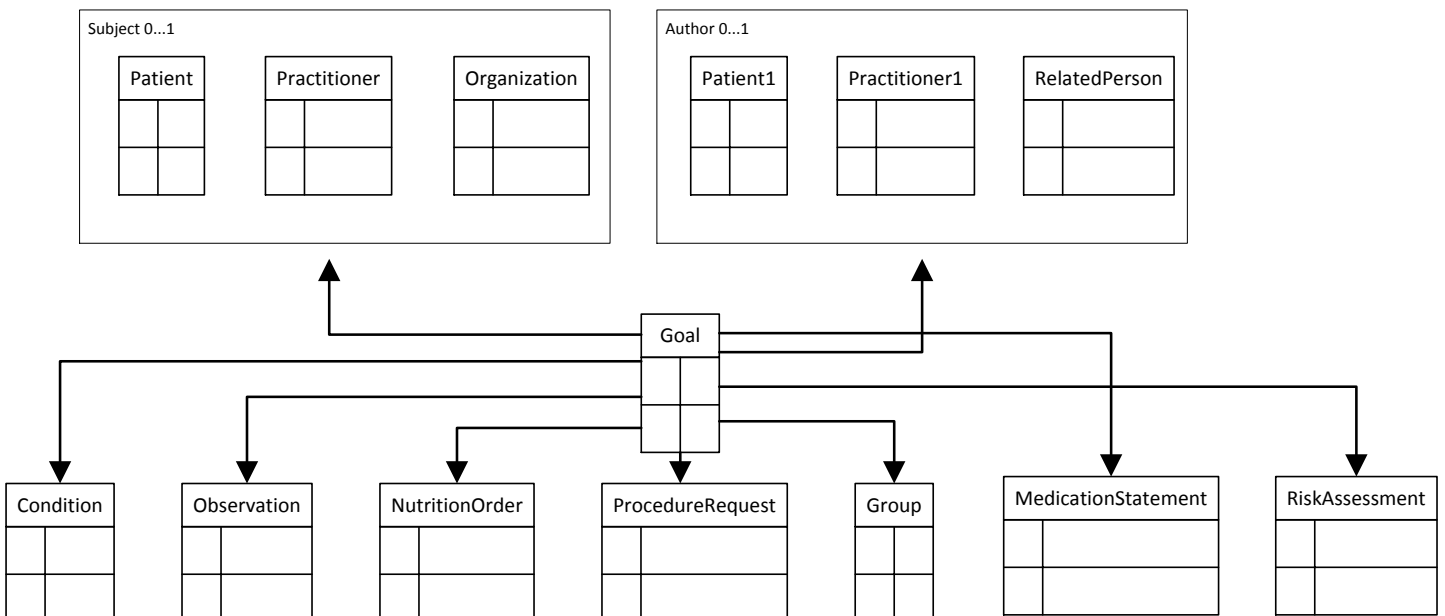 Subject 0...1
Author 0...1
Patient
Practitioner
Organization
Patient1
Practitioner1
RelatedPerson
Goal
Condition
Observation
NutritionOrder
ProcedureRequest
Group
MedicationStatement
RiskAssessment